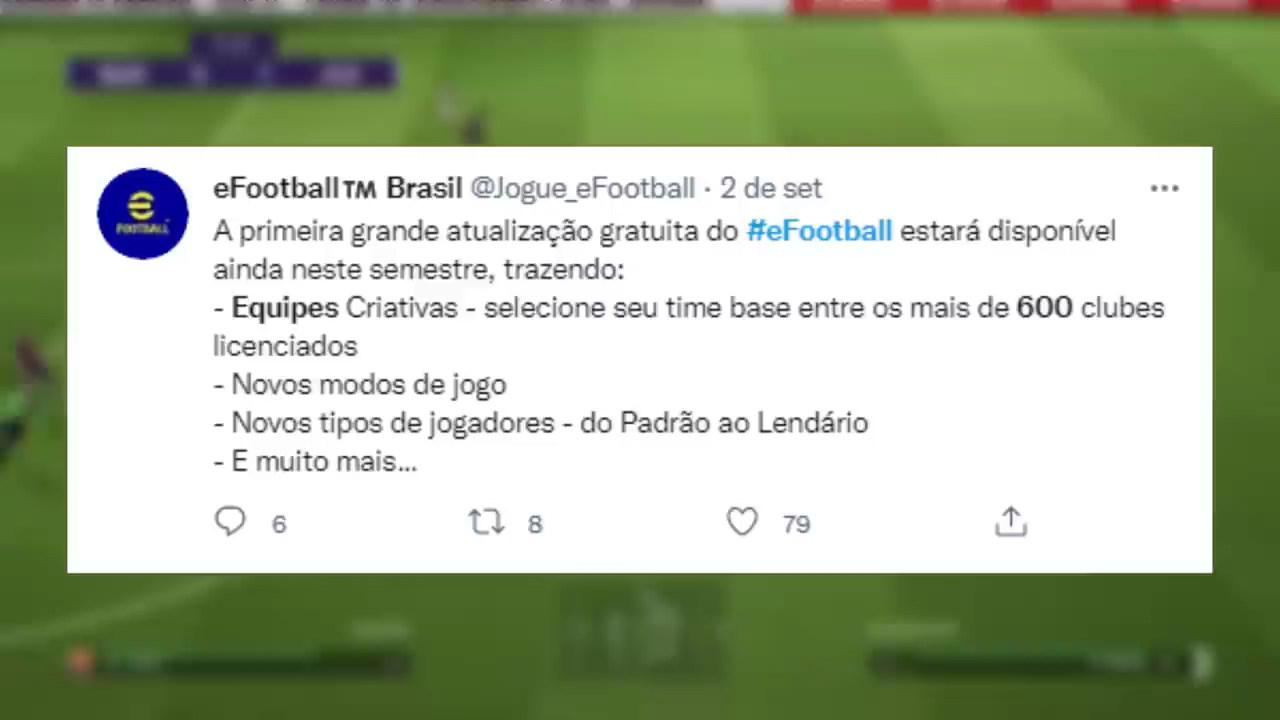 eFootball™ Brasil @Jogue_eFootball · 2 de set
A primeira grande atualização gratuita do #eFootball estará disponível
ainda neste semestre, trazendo:
- Equipes Criativas - selecione seu time base entre os mais de 600 clubes
licenciados
- Novos modos de jogo
- Novos tipos de jogadores - do Padrão ao Lendário
- E muito mais...
6 8 79